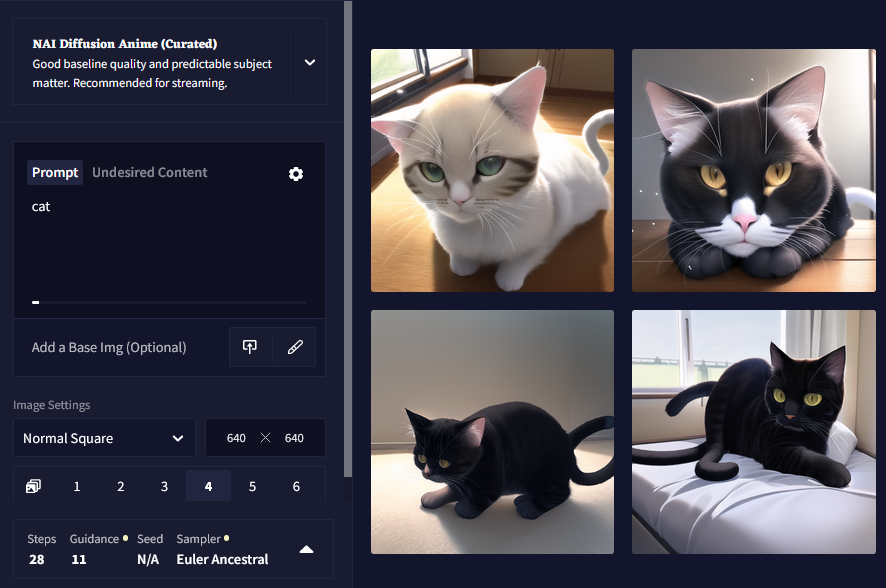 NAI Diffusion Anime (Curated)
Good baseline quality and predictable subject
matter. Recommended for streaming.
Prompt Undesired Content
cat
Add a Base Img (Optional)
Image Settings
Normal Square 640 × 640
1 2 3 4 5 6
Steps Guidance Seed Sampler
28 11 N/A Euler Ancestral